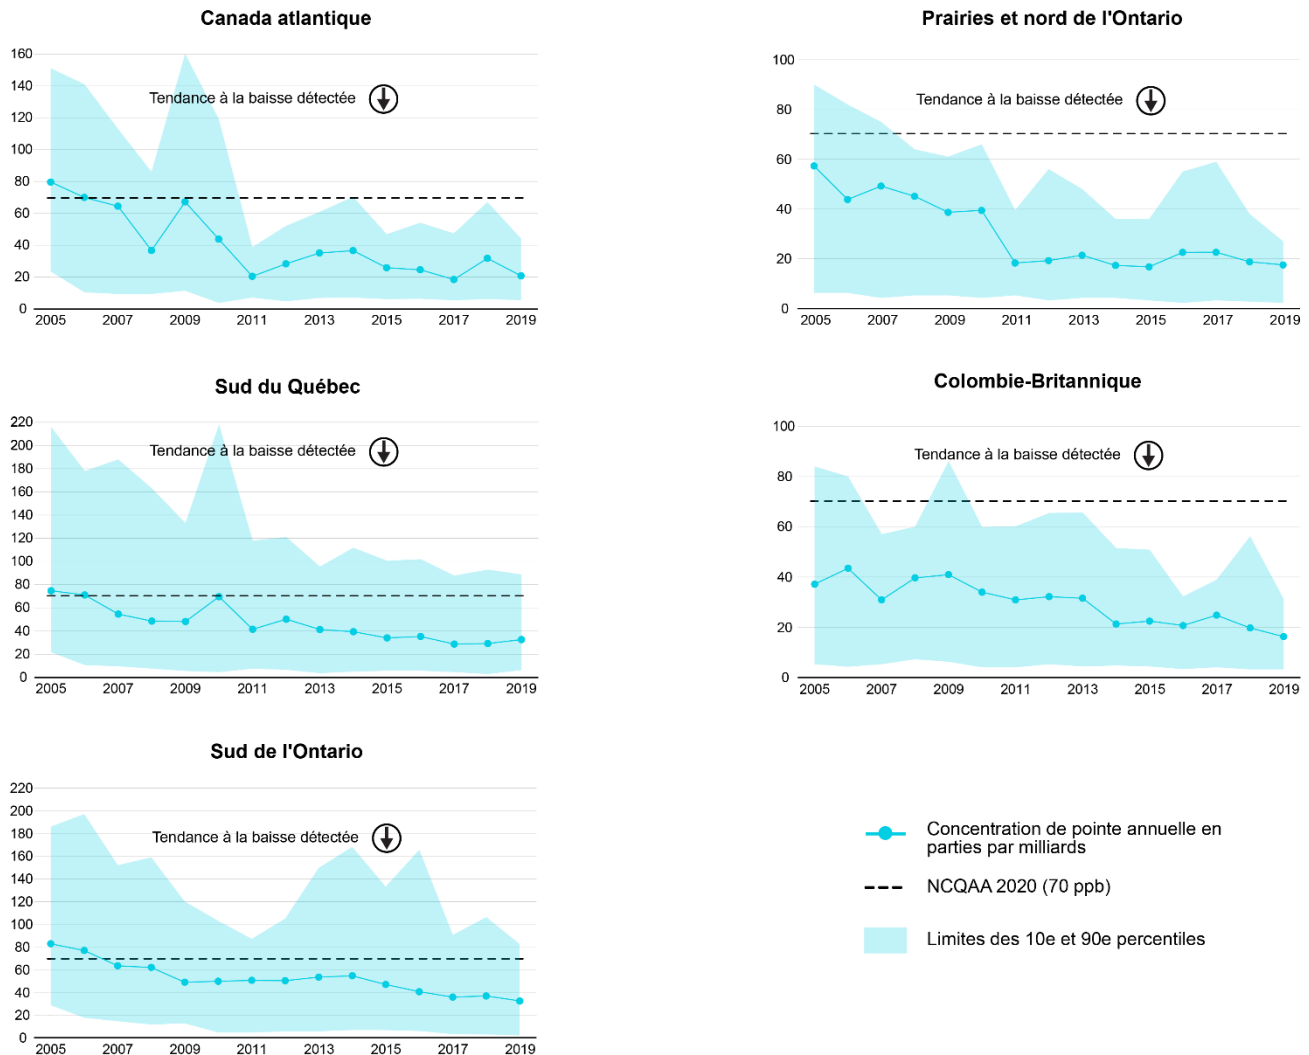 Canada atlantique
160
140
Tendance à la baisse détectée
120
100
80
60
40
20
0
2005 2007 2009 2011 2013 2015 2017 2019
Prairies et nord de l'Ontario
100
Tendance à la baisse détectée
80
60
40
20
0
2005 2007 2009 2011 2013 2015 2017 2019
Sud du Québec
220
200
Tendance à la baisse détectée
180
160
140
120
100
80
60
40
20
0
2005 2007 2009 2011 2013 2015 2017 2019
Colombie-Britannique
100
Tendance à la baisse détectée
80
60
40
20
0
2005 2007 2009 2011 2013 2015 2017 2019
Sud de l'Ontario
220
200
180
Tendance à la baisse détectée
160
140
120
100
80
60
40
20
0
2005 2007 2009 2011 2013 2015 2017 2019
Concentration de pointe annuelle en
parties par milliards
NCQAA 2020 (70 ppb)
Limites des 10e et 90e percentiles